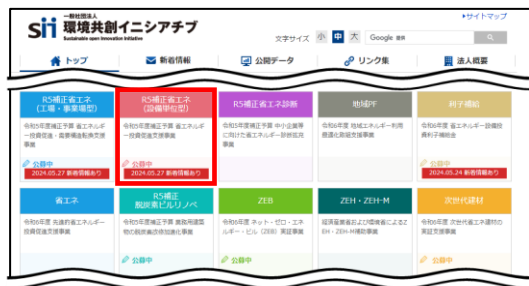 sii 一般社団法人
環境共創イニシアチブ
Sustainable open Innovation Initiative
▶サイトマップ
文字サイズ 小 中 大 Google 提供
トップ 新着情報 公開データ リンク集 法人概要
R5補正省エネ
(工場・事業場型)
令和5年度補正予算 省エネルギ
ー投資促進・需要構造転換支援
事業
公募中
2024.05.27 新着情報あり
R5補正省エネ
(設備単位型)
令和5年度補正予算 省エネルギ
ー投資促進支援事業
公募中
2024.05.27 新着情報あり
R5補正省エネ診断
令和5年度補正予算 中小企業等
に向けた省エネルギー診断拡充
事業
地域PF
令和6年度 地域エネルギー利用
最適化取組支援事業
利子補給
令和6年度 省エネルギー設備投
資利子補給金
公募中
2024.05.24 新着情報あり
省エネ
令和6年度 先進的省エネルギー
投資促進支援事業
公募中
R5補正
脱炭素ビルリノベ
令和5年度補正予算 業務用建築
物の脱炭素改修加速化事業
公募中
ZEB
令和6年度 ネット・ゼロ・エネ
ルギー・ビル(ZEB)実証事業
公募中
ZEH・ZEH-M
経済産業省および環境省によるZ
EH・ZEH-M補助事業
公募中
次世代建材
令和6年度 次世代省エネ建材の
実証支援事業
公募中